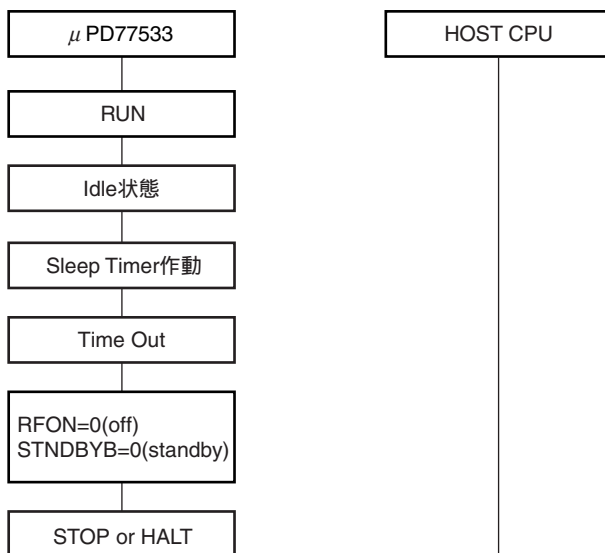 μ PD77533
HOST CPU
RUN
Idle状態
Sleep Timer作動
Time Out
RFON=0(off)
STNDBYB=0(standby)
STOP or HALT